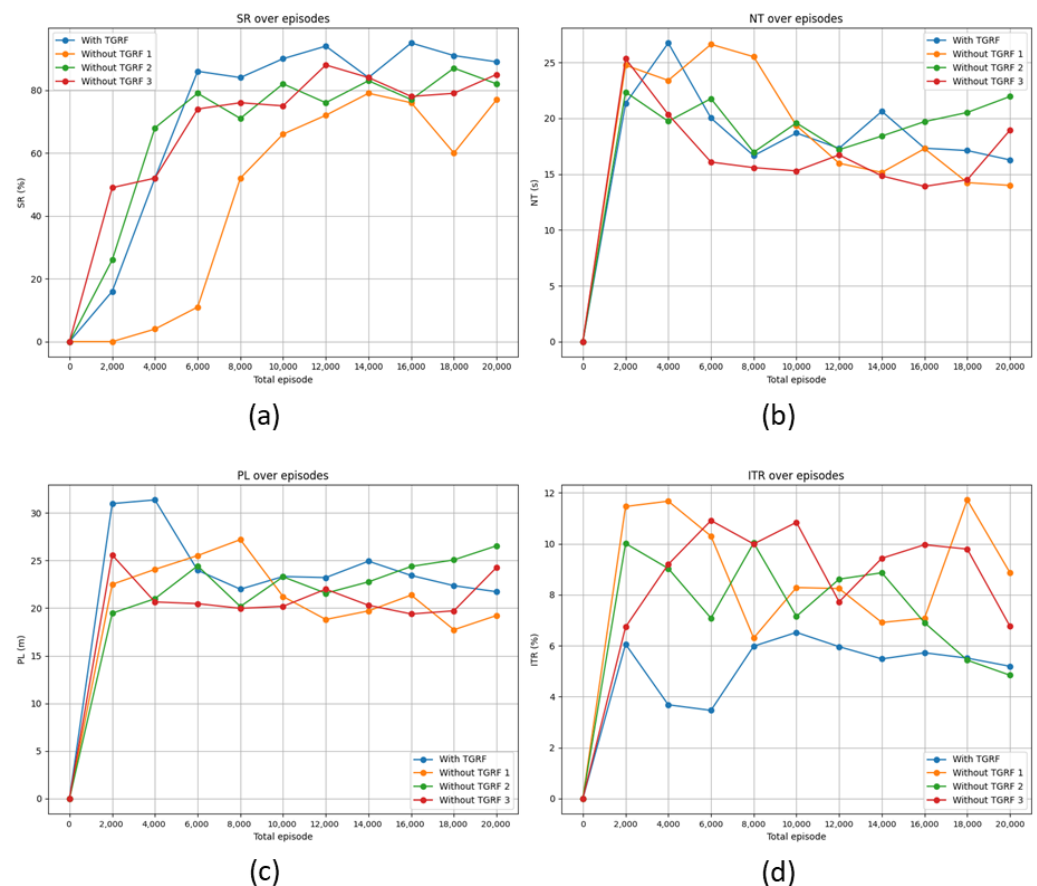 SR over episodes
With TGRF
Without TGRF 1
Without TGRF 2
Without TGRF 3
SR (%)
80
60
40
20
0
0 2,000 4,000 6,000 8,000 10,000 12,000 14,000 16,000 18,000 20,000
Total episode
(a)
NT over episodes
With TGRF
Without TGRF 1
Without TGRF 2
Without TGRF 3
NT (s)
25
20
15
10
5
0
0 2,000 4,000 6,000 8,000 10,000 12,000 14,000 16,000 18,000 20,000
Total episode
(b)
PL over episodes
PL (m)
30
25
20
15
10
5
0
With TGRF
Without TGRF 1
Without TGRF 2
Without TGRF 3
0 2,000 4,000 6,000 8,000 10,000 12,000 14,000 16,000 18,000 20,000
Total episode
(c)
ITR over episodes
ITR (%)
12
10
8
6
4
2
0
With TGRF
Without TGRF 1
Without TGRF 2
Without TGRF 3
0 2,000 4,000 6,000 8,000 10,000 12,000 14,000 16,000 18,000 20,000
Total episode
(d)